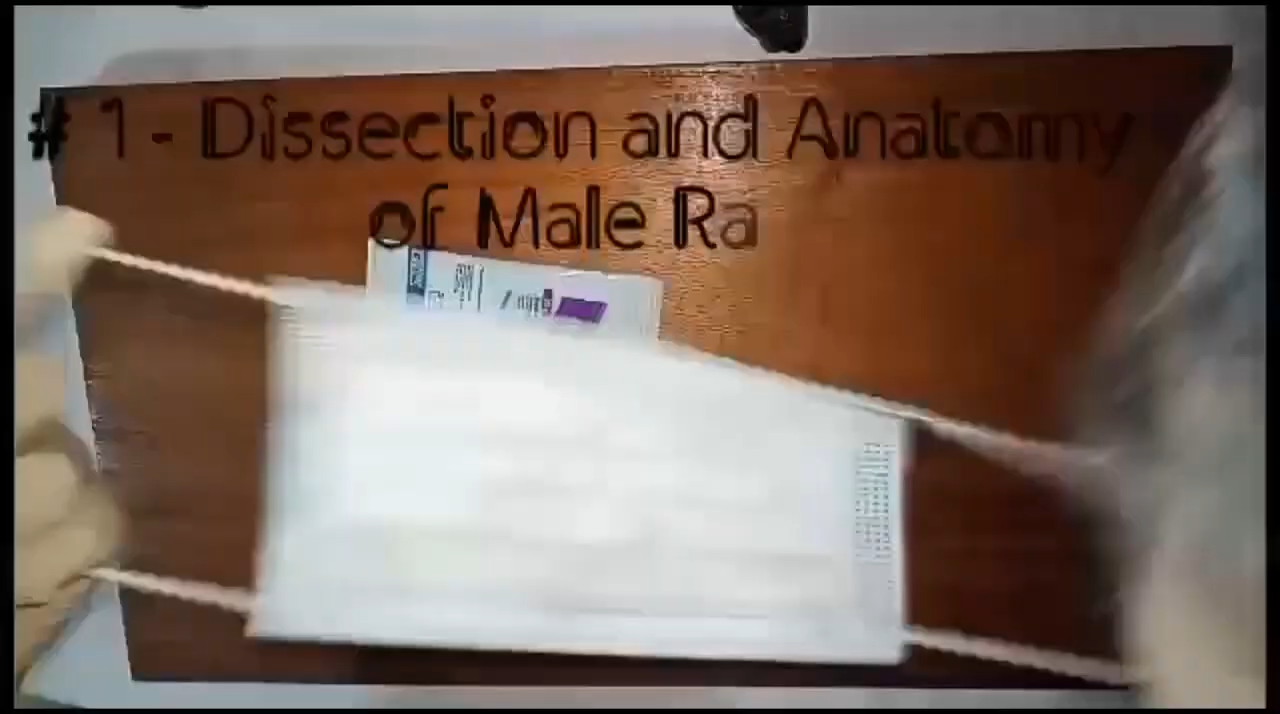 # 1 - Dissection and Anatomy
of Male Ra